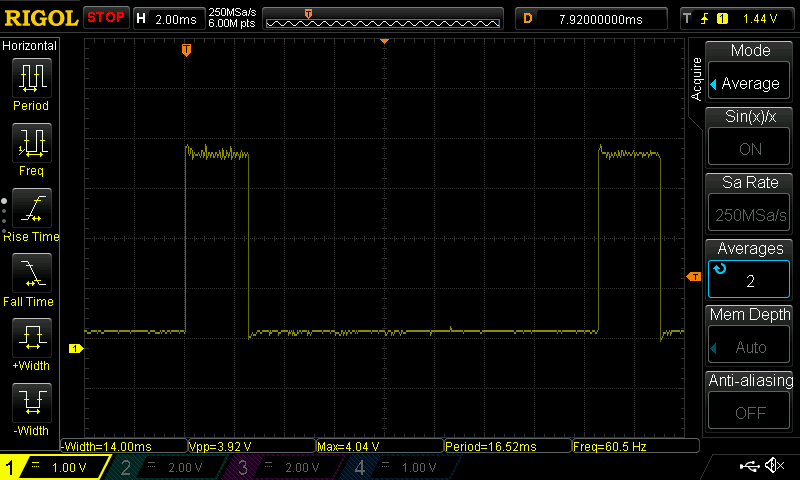 RIGOL STOP H 2.00ms 250MSa/s 6.00M pts T D 7.92000000ms T 1 1.44 V
Horizontal
Period
Freq
Rise Time
Fall Time
+Width
-Width
T
T
1
Acquire
Mode
Average
Sin(x)/x
ON
Sa Rate
250MSa/s
Averages
2
Mem Depth
Auto
Anti-aliasing
OFF
-Width=14.00ms Vpp=3.92 V Max=4.04 V Period=16.52ms Freq=60.5 Hz
1 1.00 V 2 2.00 V 3 2.00 V 4 1.00 V